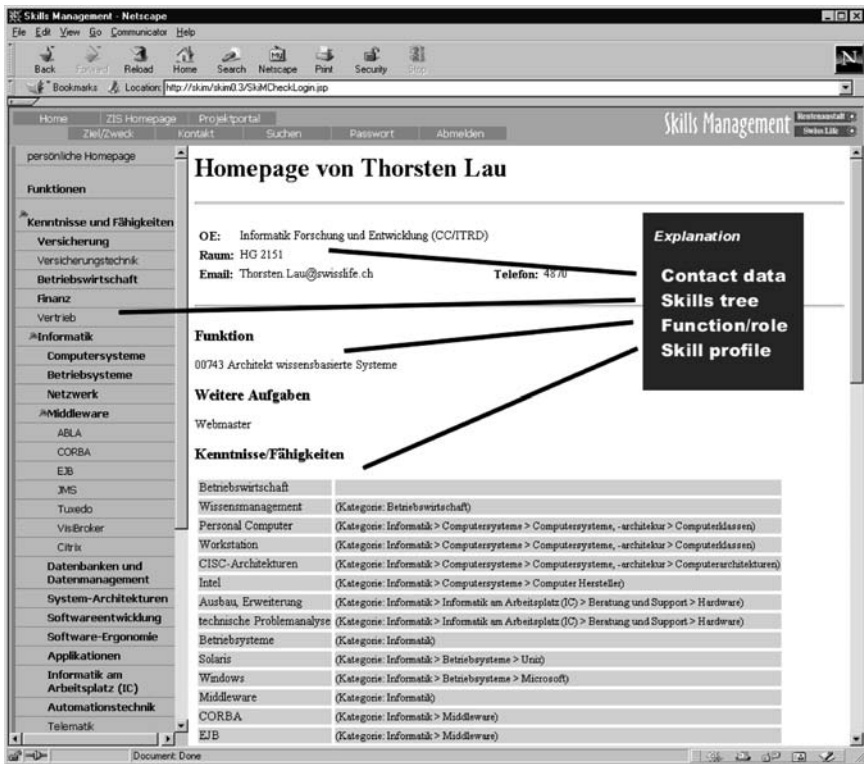 Skills Management - Netscape
File Edit View Go Communicator Help
Back Forward Reload Home Search Netscape Print Security Stop
Bookmarks Location: http://skim/skim0.3/SkiMCheckLogin.jsp
Home ZIS Homepage Projektportal
Ziel/Zweck Kontakt Suchen Passwort Abmelden
Skills Management
Rentenanstalt
Swiss Life
persönliche Homepage
Funktionen
Kenntnisse und Fähigkeiten
Versicherung
Versicherungstechnik
Betriebswirtschaft
Finanz
Vertrieb
Informatik
Computersysteme
Betriebsysteme
Netzwerk
Middleware
ABLA
CORBA
EJB
JMS
Tuxedo
VisiBroker
Citrix
Datenbanken und
Datenmanagement
System-Architekturen
Softwareentwicklung
Software-Ergonomie
Applikationen
Informatik am
Arbeitsplatz (IC)
Automationstechnik
Telematik
Homepage von Thorsten Lau
OE: Informatik Forschung und Entwicklung (CC/ITRD)
Raum: HG 2151
Email: Thorsten.Lau@swisslife.ch Telefon: 4870
Explanation
Contact data
Skills tree
Function/role
Skill profile
Funktion
00743 Architekt wissensbasierte Systeme
Weitere Aufgaben
Webmaster
Kenntnisse/Fähigkeiten
Betriebswirtschaft
Wissensmanagement (Kategorie: Betriebswirtschaft)
Personal Computer (Kategorie: Informatik > Computersysteme > Computersysteme, -architekur > Computerklassen)
Workstation (Kategorie: Informatik > Computersysteme > Computersysteme, -architekur > Computerklassen)
CISC-Architekturen (Kategorie: Informatik > Computersysteme > Computersysteme, -architekur > Computerarchitekturen)
Intel (Kategorie: Informatik > Computersysteme > Computer Hersteller)
Ausbau, Erweiterung (Kategorie: Informatik > Informatik am Arbeitsplatz (IC) > Beratung und Support > Hardware)
technische Problemanalyse (Kategorie: Informatik > Informatik am Arbeitsplatz (IC) > Beratung und Support > Hardware)
Betriebsysteme (Kategorie: Informatik)
Solaris (Kategorie: Informatik > Betriebsysteme > Unix)
Windows (Kategorie: Informatik > Betriebsysteme > Microsoft)
Middleware (Kategorie: Informatik)
CORBA (Kategorie: Informatik > Middleware)
EJB (Kategorie: Informatik > Middleware)
Document: Done